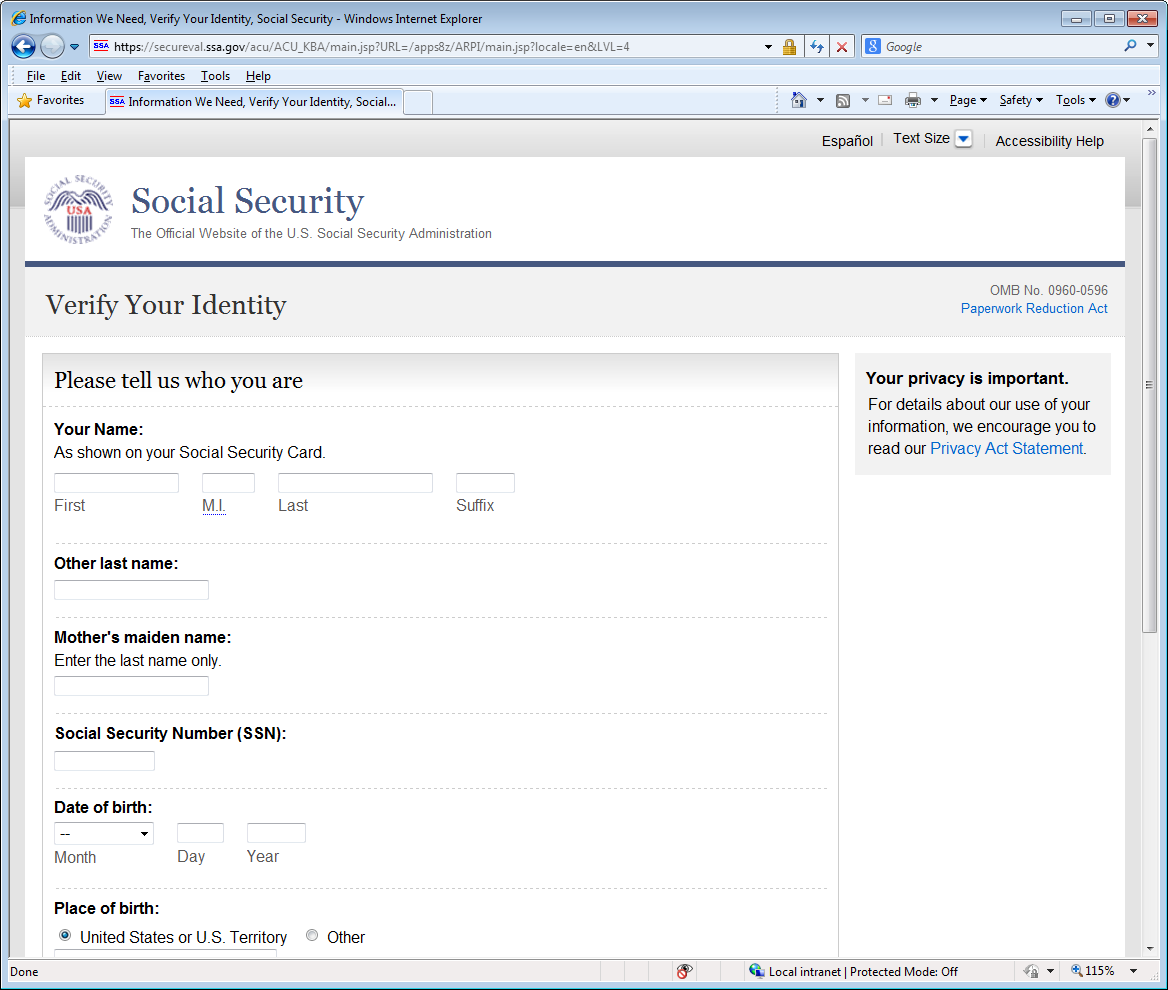 Information We Need, Verify Your Identity, Social Security - Windows Internet Explorer
SSA https://secureval.ssa.gov/acu/ACU_KBA/main.jsp?URL=/apps8z/ARPI/main.jsp?locale=en&LVL=4
Google
File Edit View Favorites Tools Help
Favorites
SSA Information We Need, Verify Your Identity, Social...
Page Safety Tools »
Español Text Size Accessibility Help
SOCIAL SECURITY ADMINISTRATION
USA
Social Security
The Official Website of the U.S. Social Security Administration
Verify Your Identity
OMB No. 0960-0596
Paperwork Reduction Act
Please tell us who you are
Your Name:
As shown on your Social Security Card.
First M.I. Last Suffix
Other last name:
Mother's maiden name:
Enter the last name only.
Social Security Number (SSN):
Date of birth:
--
Month Day Year
Place of birth:
United States or U.S. Territory Other
Your privacy is important.
For details about our use of your
information, we encourage you to
read our Privacy Act Statement.
Done
Local intranet | Protected Mode: Off
115%